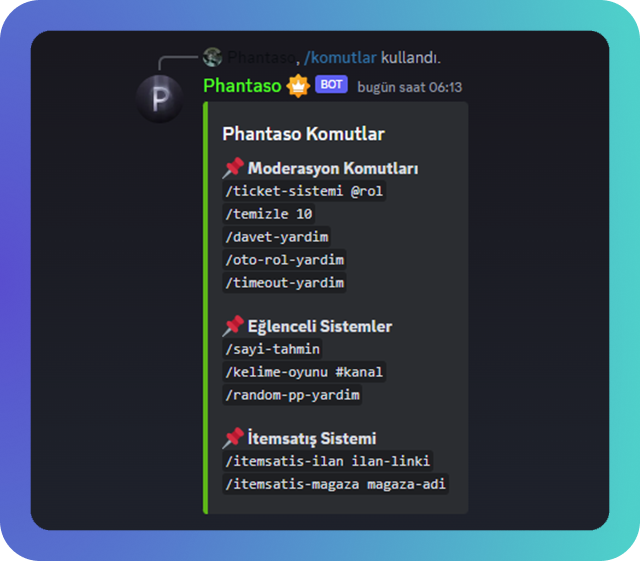 Phantaso, /komutlar kullandı.
P
Phantaso BOT bugün saat 06:13
Phantaso Komutlar
Moderasyon Komutları
/ticket-sistemi @rol
/temizle 10
/davet-yardim
/oto-rol-yardim
/timeout-yardim
Eğlenceli Sistemler
/sayi-tahmin
/kelime-oyunu #kanal
/random-pp-yardim
İtemsatış Sistemi
/itemsatis-ilan ilan-linki
/itemsatis-magaza magaza-adi